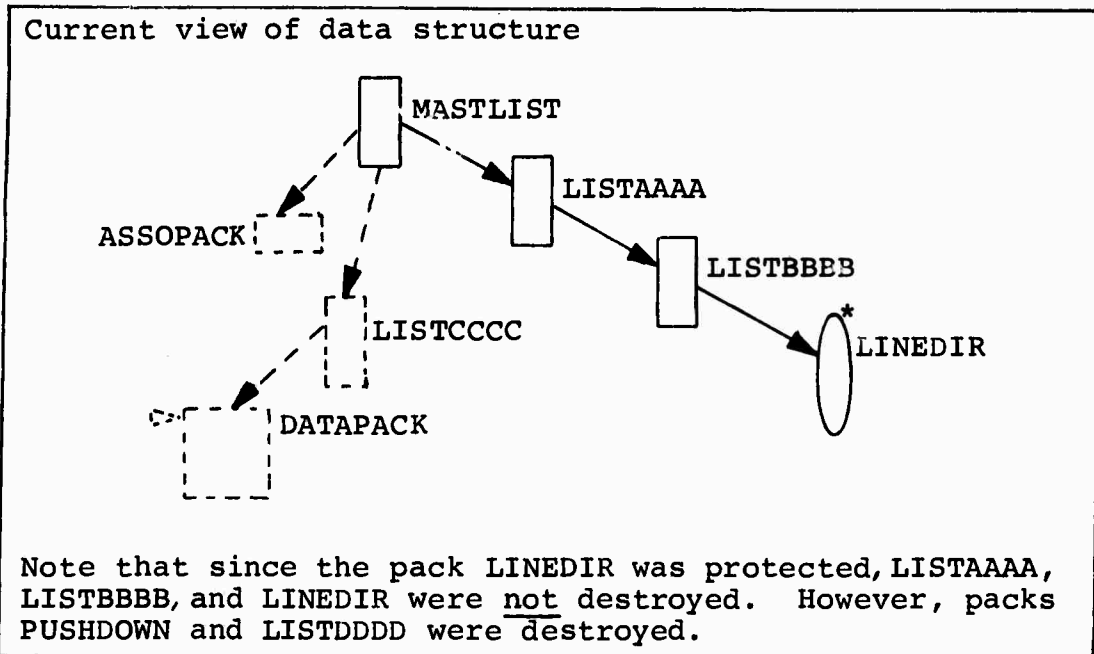 Current view of data structure
MASTLIST
LISTAAAA
ASSOPACK
LISTBBBB
*
LINEDIR
LISTCCCC
DATAPACK
Note that since the pack LINEDIR was protected, LISTAAAA,
LISTBBBB, and LINEDIR were not destroyed. However, packs
PUSHDOWN and LISTDDDD were destroyed.